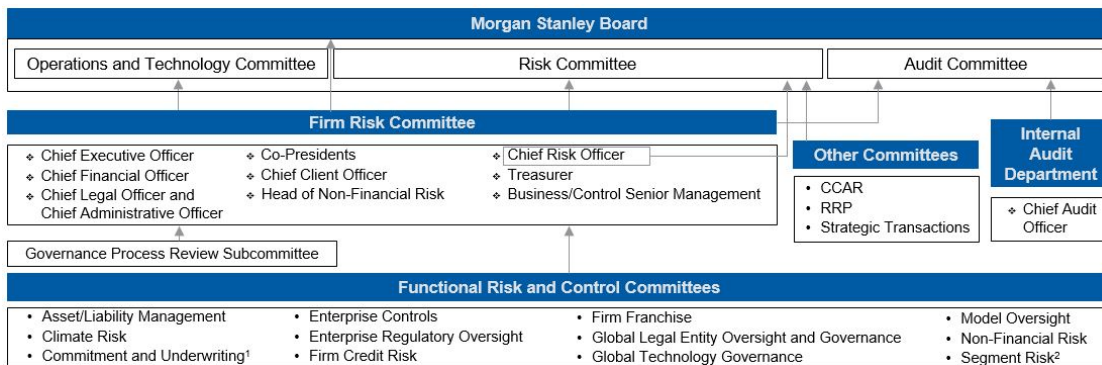 Morgan Stanley Board
Operations and Technology Committee
Risk Committee
Audit Committee
Firm Risk Committee
❖ Chief Executive Officer
❖ Chief Financial Officer
❖ Chief Legal Officer and
Chief Administrative Officer
❖ Co-Presidents
❖ Chief Client Officer
❖ Head of Non-Financial Risk
❖ Chief Risk Officer
❖ Treasurer
❖ Business/Control Senior Management
Other Committees
• CCAR
• RRP
• Strategic Transactions
Internal
Audit
Department
❖ Chief Audit
Officer
Governance Process Review Subcommittee
Functional Risk and Control Committees
• Asset/Liability Management
• Climate Risk
• Commitment and Underwriting¹
• Enterprise Controls
• Enterprise Regulatory Oversight
• Firm Credit Risk
• Firm Franchise
• Global Legal Entity Oversight and Governance
• Global Technology Governance
• Model Oversight
• Non-Financial Risk
• Segment Risk²